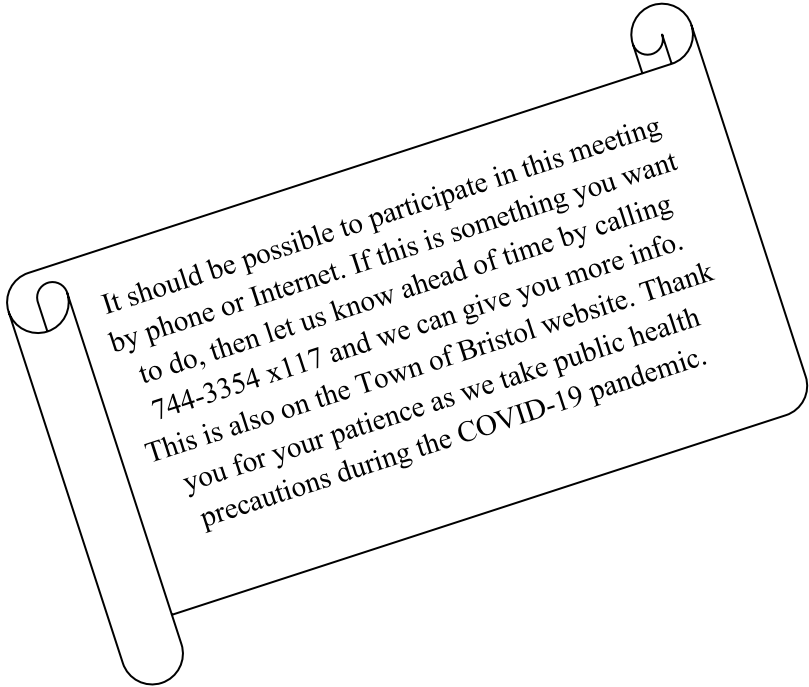 It should be possible to participate in this meeting
by phone or Internet. If this is something you want
to do, then let us know ahead of time by calling
744-3354 x117 and we can give you more info.
This is also on the Town of Bristol website. Thank
you for your patience as we take public health
precautions during the COVID-19 pandemic.